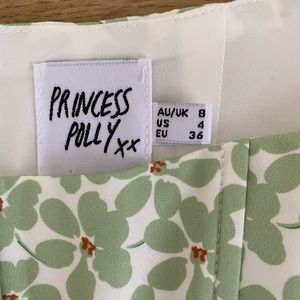 PRINCESS
POLLY xx
AU/UK 8
US 4
EU 36